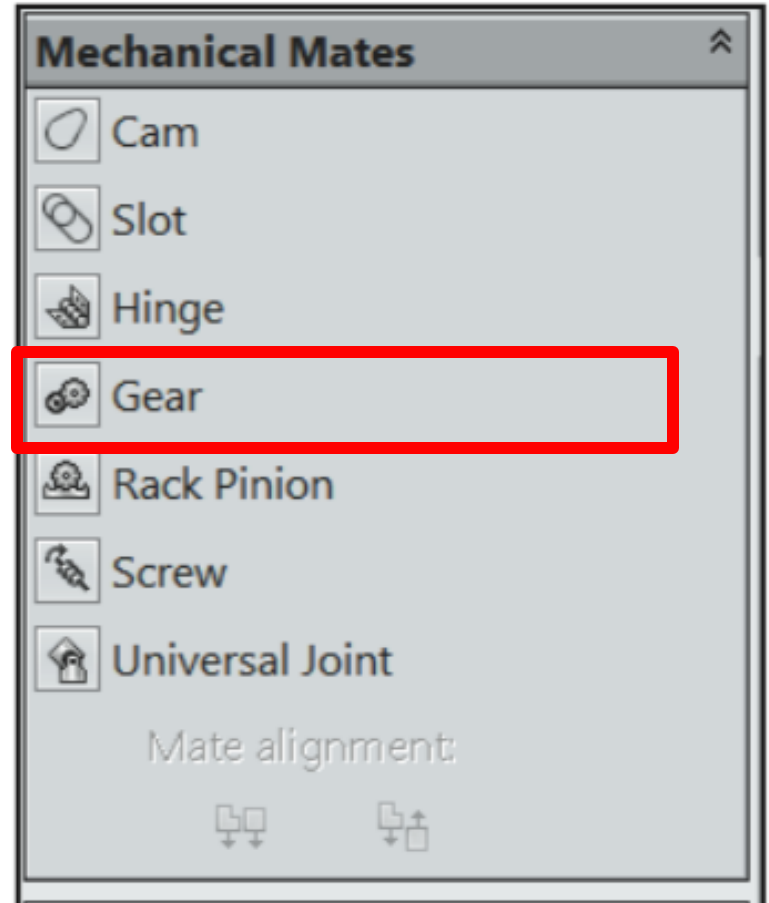 Mechanical Mates
Cam
Slot
Hinge
Gear
Rack Pinion
Screw
Universal Joint
Mate alignment: